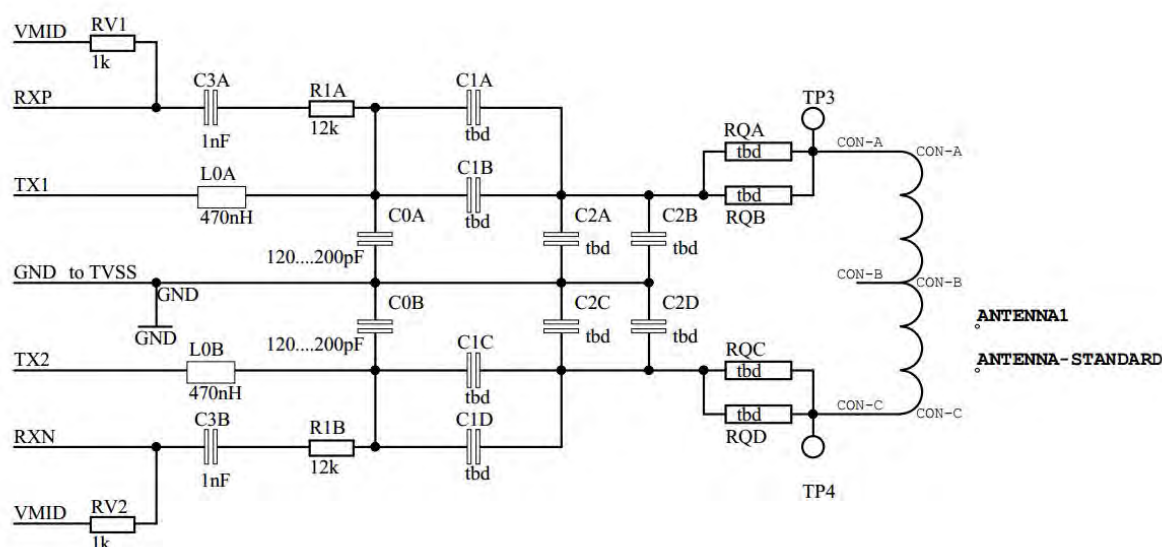 VMID
RV1
1k
RXP
C3A
1nF
R1A
12k
C1A
tbd
TX1
L0A
470nH
C1B
tbd
C0A
120....200pF
C2A
tbd
C2B
tbd
RQA
tbd
tbd
RQB
TP3
CON-A
CON-A
GND to TVSS
GND
GND
CON-B
CON-B
C0B
120....200pF
C2C
tbd
C2D
tbd
ANTENNA1
ANTENNA-STANDARD
TX2
L0B
470nH
C1C
tbd
RQC
tbd
tbd
RQD
CON-C
CON-C
RXN
C3B
1nF
R1B
12k
C1D
tbd
TP4
VMID
RV2
1k